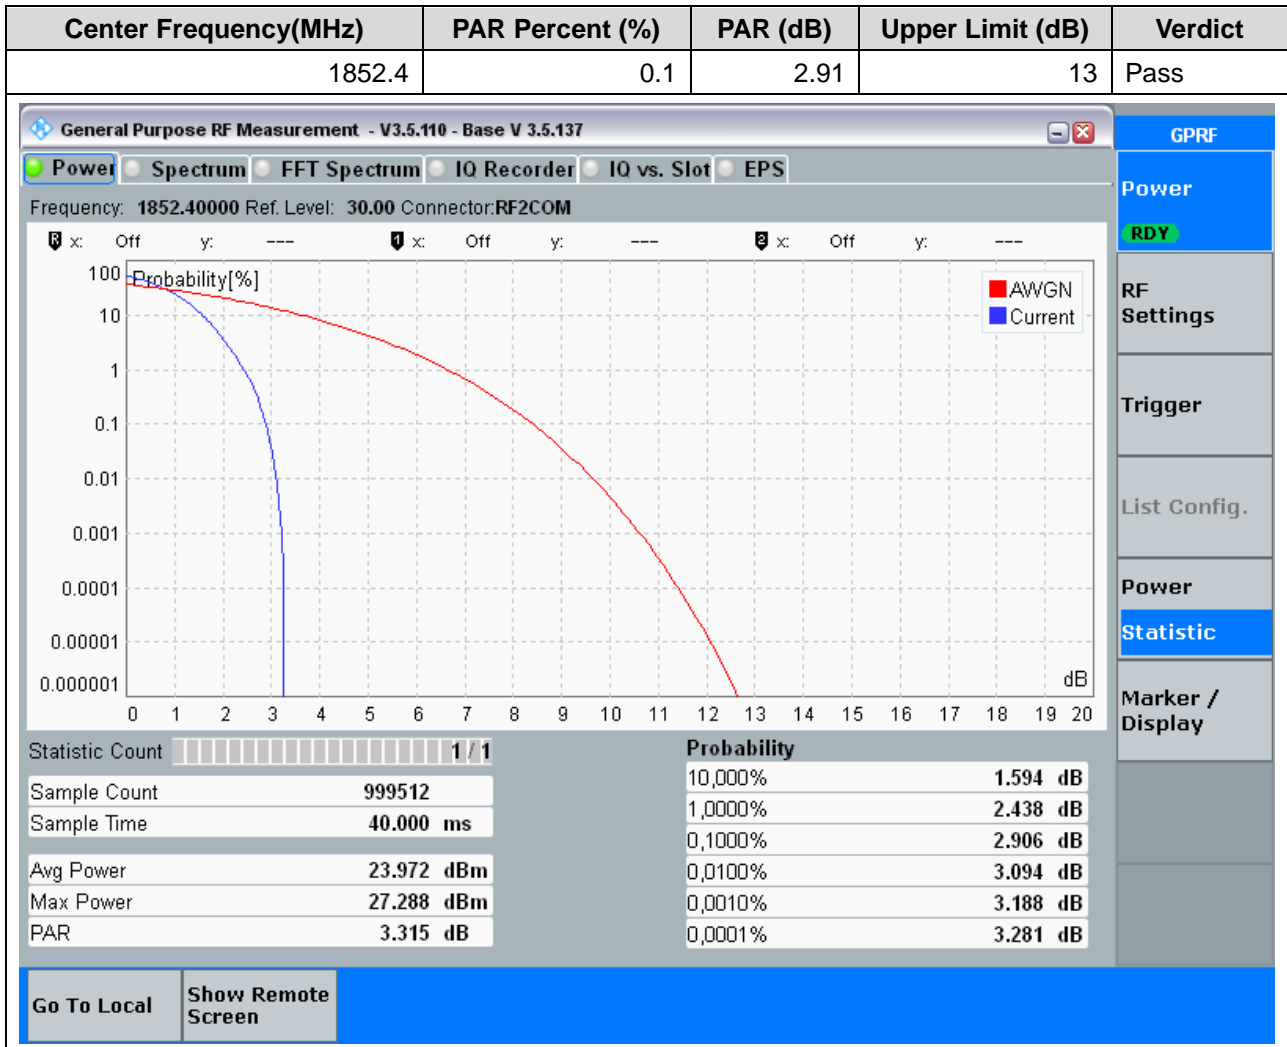 Center Frequency(MHz) PAR Percent (%) PAR (dB) Upper Limit (dB) Verdict
1852.4 0.1 2.91 13 Pass
General Purpose RF Measurement - V3.5.110 - Base V 3.5.137
GPRF
Power Spectrum FFT Spectrum IQ Recorder IQ vs. Slot EPS
Frequency: 1852.40000 Ref. Level: 30.00 Connector:RF2COM
R x: Off y: --- 1 x: Off y: --- 2 x: Off y: ---
Probability[%]
AWGN
Current
100
10
1
0.1
0.01
0.001
0.0001
0.00001
0.000001
dB
0 1 2 3 4 5 6 7 8 9 10 11 12 13 14 15 16 17 18 19 20
Statistic Count 1 / 1
Sample Count 999512
Sample Time 40.000 ms
Avg Power 23.972 dBm
Max Power 27.288 dBm
PAR 3.315 dB
Probability
10,000% 1.594 dB
1,0000% 2.438 dB
0,1000% 2.906 dB
0,0100% 3.094 dB
0,0010% 3.188 dB
0,0001% 3.281 dB
Power
RDY
RF
Settings
Trigger
List Config.
Power
Statistic
Marker /
Display
Go To Local
Show Remote
Screen